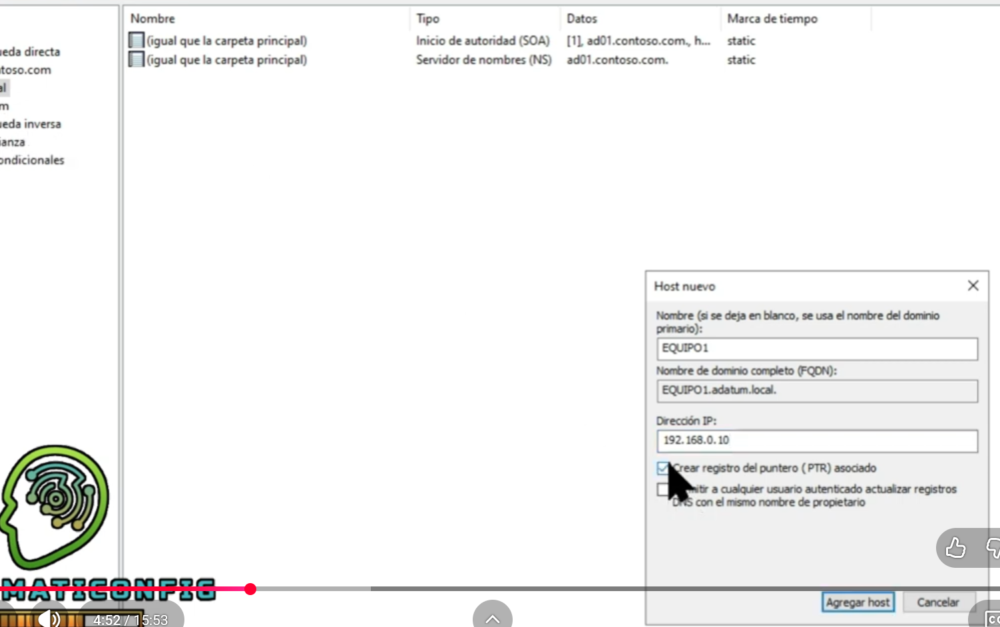 Nombre Tipo Datos Marca de tiempo
(igual que la carpeta principal) Inicio de autoridad (SOA) [1], ad01.contoso.com., h... static
(igual que la carpeta principal) Servidor de nombres (NS) ad01.contoso.com. static
ueda directa
toso.com
al
m
ueda inversa
ianza
ondicionales
Host nuevo
Nombre (si se deja en blanco, se usa el nombre del dominio
primario):
EQUIPO1
Nombre de dominio completo (FQDN):
EQUIPO1.adatum.local.
Dirección IP:
192.168.0.10
Crear registro del puntero (PTR) asociado
mitir a cualquier usuario autenticado actualizar registros
DNS con el mismo nombre de propietario
Agregar host Cancelar
MATICONFIG
4:52 / 15:53